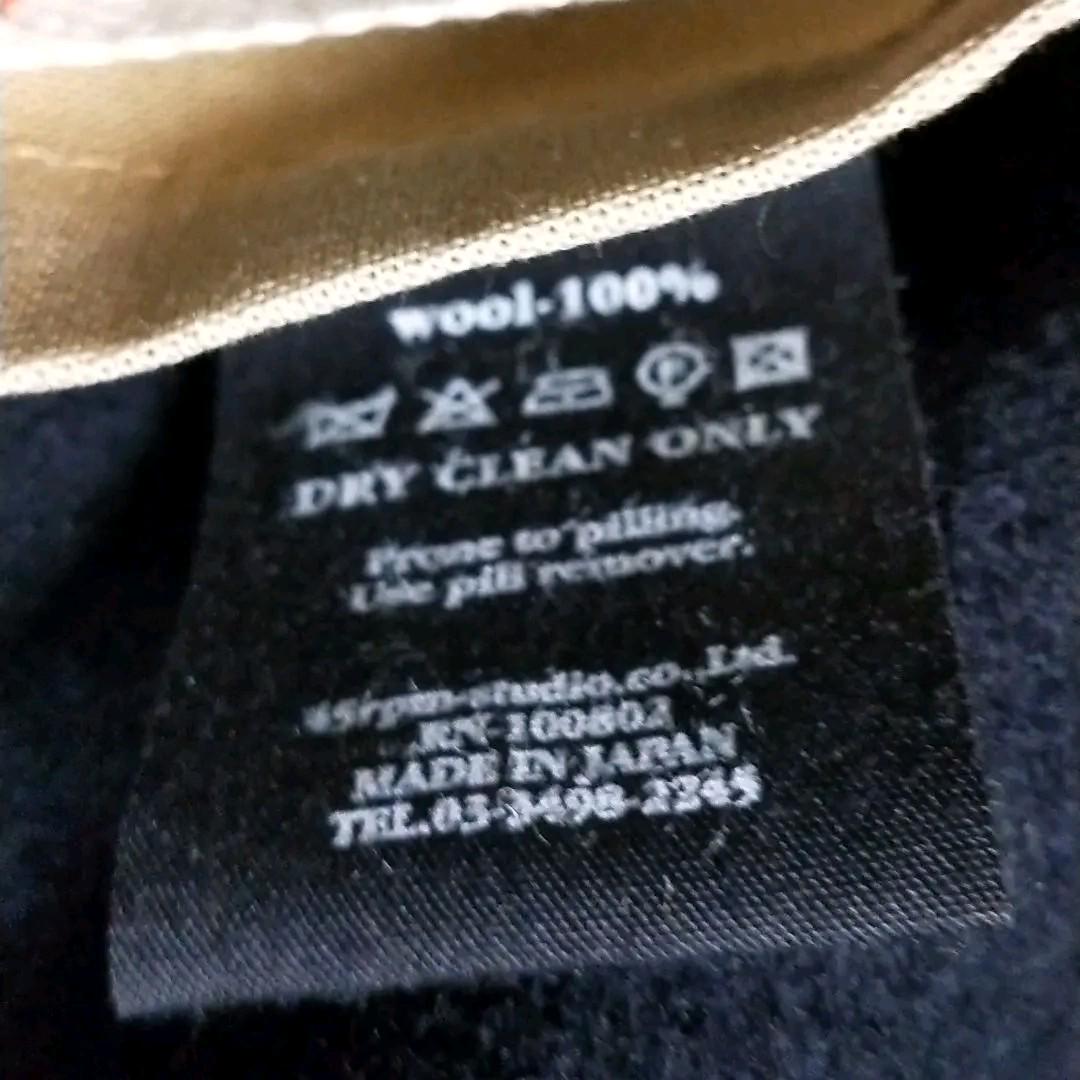 wool-100%
DRY CLEAN ONLY
Prone to pilling.
Use pill remover.
45rpm-studio.co.,Ltd.
RN-100802
MADE IN JAPAN
TEL.03-3498-2245